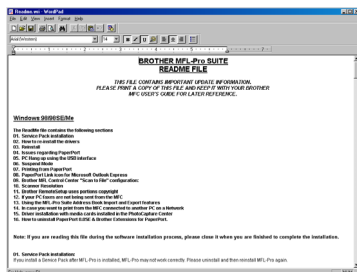 Readme.wri - WordPad
File Edit View Insert Format Help
BROTHER MFL-Pro SUITE
README FILE
THIS FILE CONTAINS IMPORTANT UPDATE INFORMATION.
PLEASE PRINT A COPY OF THIS FILE AND KEEP IT WITH YOUR BROTHER
MFC USER'S GUIDE FOR LATER REFERENCE.
Windows 98/98SE/Me
The ReadMe file contains the following sections
01. Service Pack installation
02. How to re-install the drivers
03. Reinstall
04. Issues regarding PaperPort
05. PC Hang up using the USB interface
06. Suspend Mode
07. Printing from PaperPort
08. PaperPort Link Icon for Microsoft Outlook Express
09. Brother MFL Control Center "Scan to File" configuration:
10. Scanner Resolution
11. Brother RemoteSetup uses portions copyright
12. If your PC Faxes are not being sent from the MFC
13. Using the MFL-Pro Suite Address Book Import and Export features
14. In case you want to print from the MFC connected to another PC on a Network
15. Driver installation with media cards installed in the PhotoCapture Center
16. How to uninstall PaperPort 8.0SE & Brother Extensions for PaperPort.
Note: If you are reading this file during the software installation process, please close it when you are finished to complete the installation.
01. Service Pack installation:
If you install a Service Pack after MFL-Pro is installed, MFL-Pro may not work correctly. Please uninstall and then reinstall MFL-Pro again.